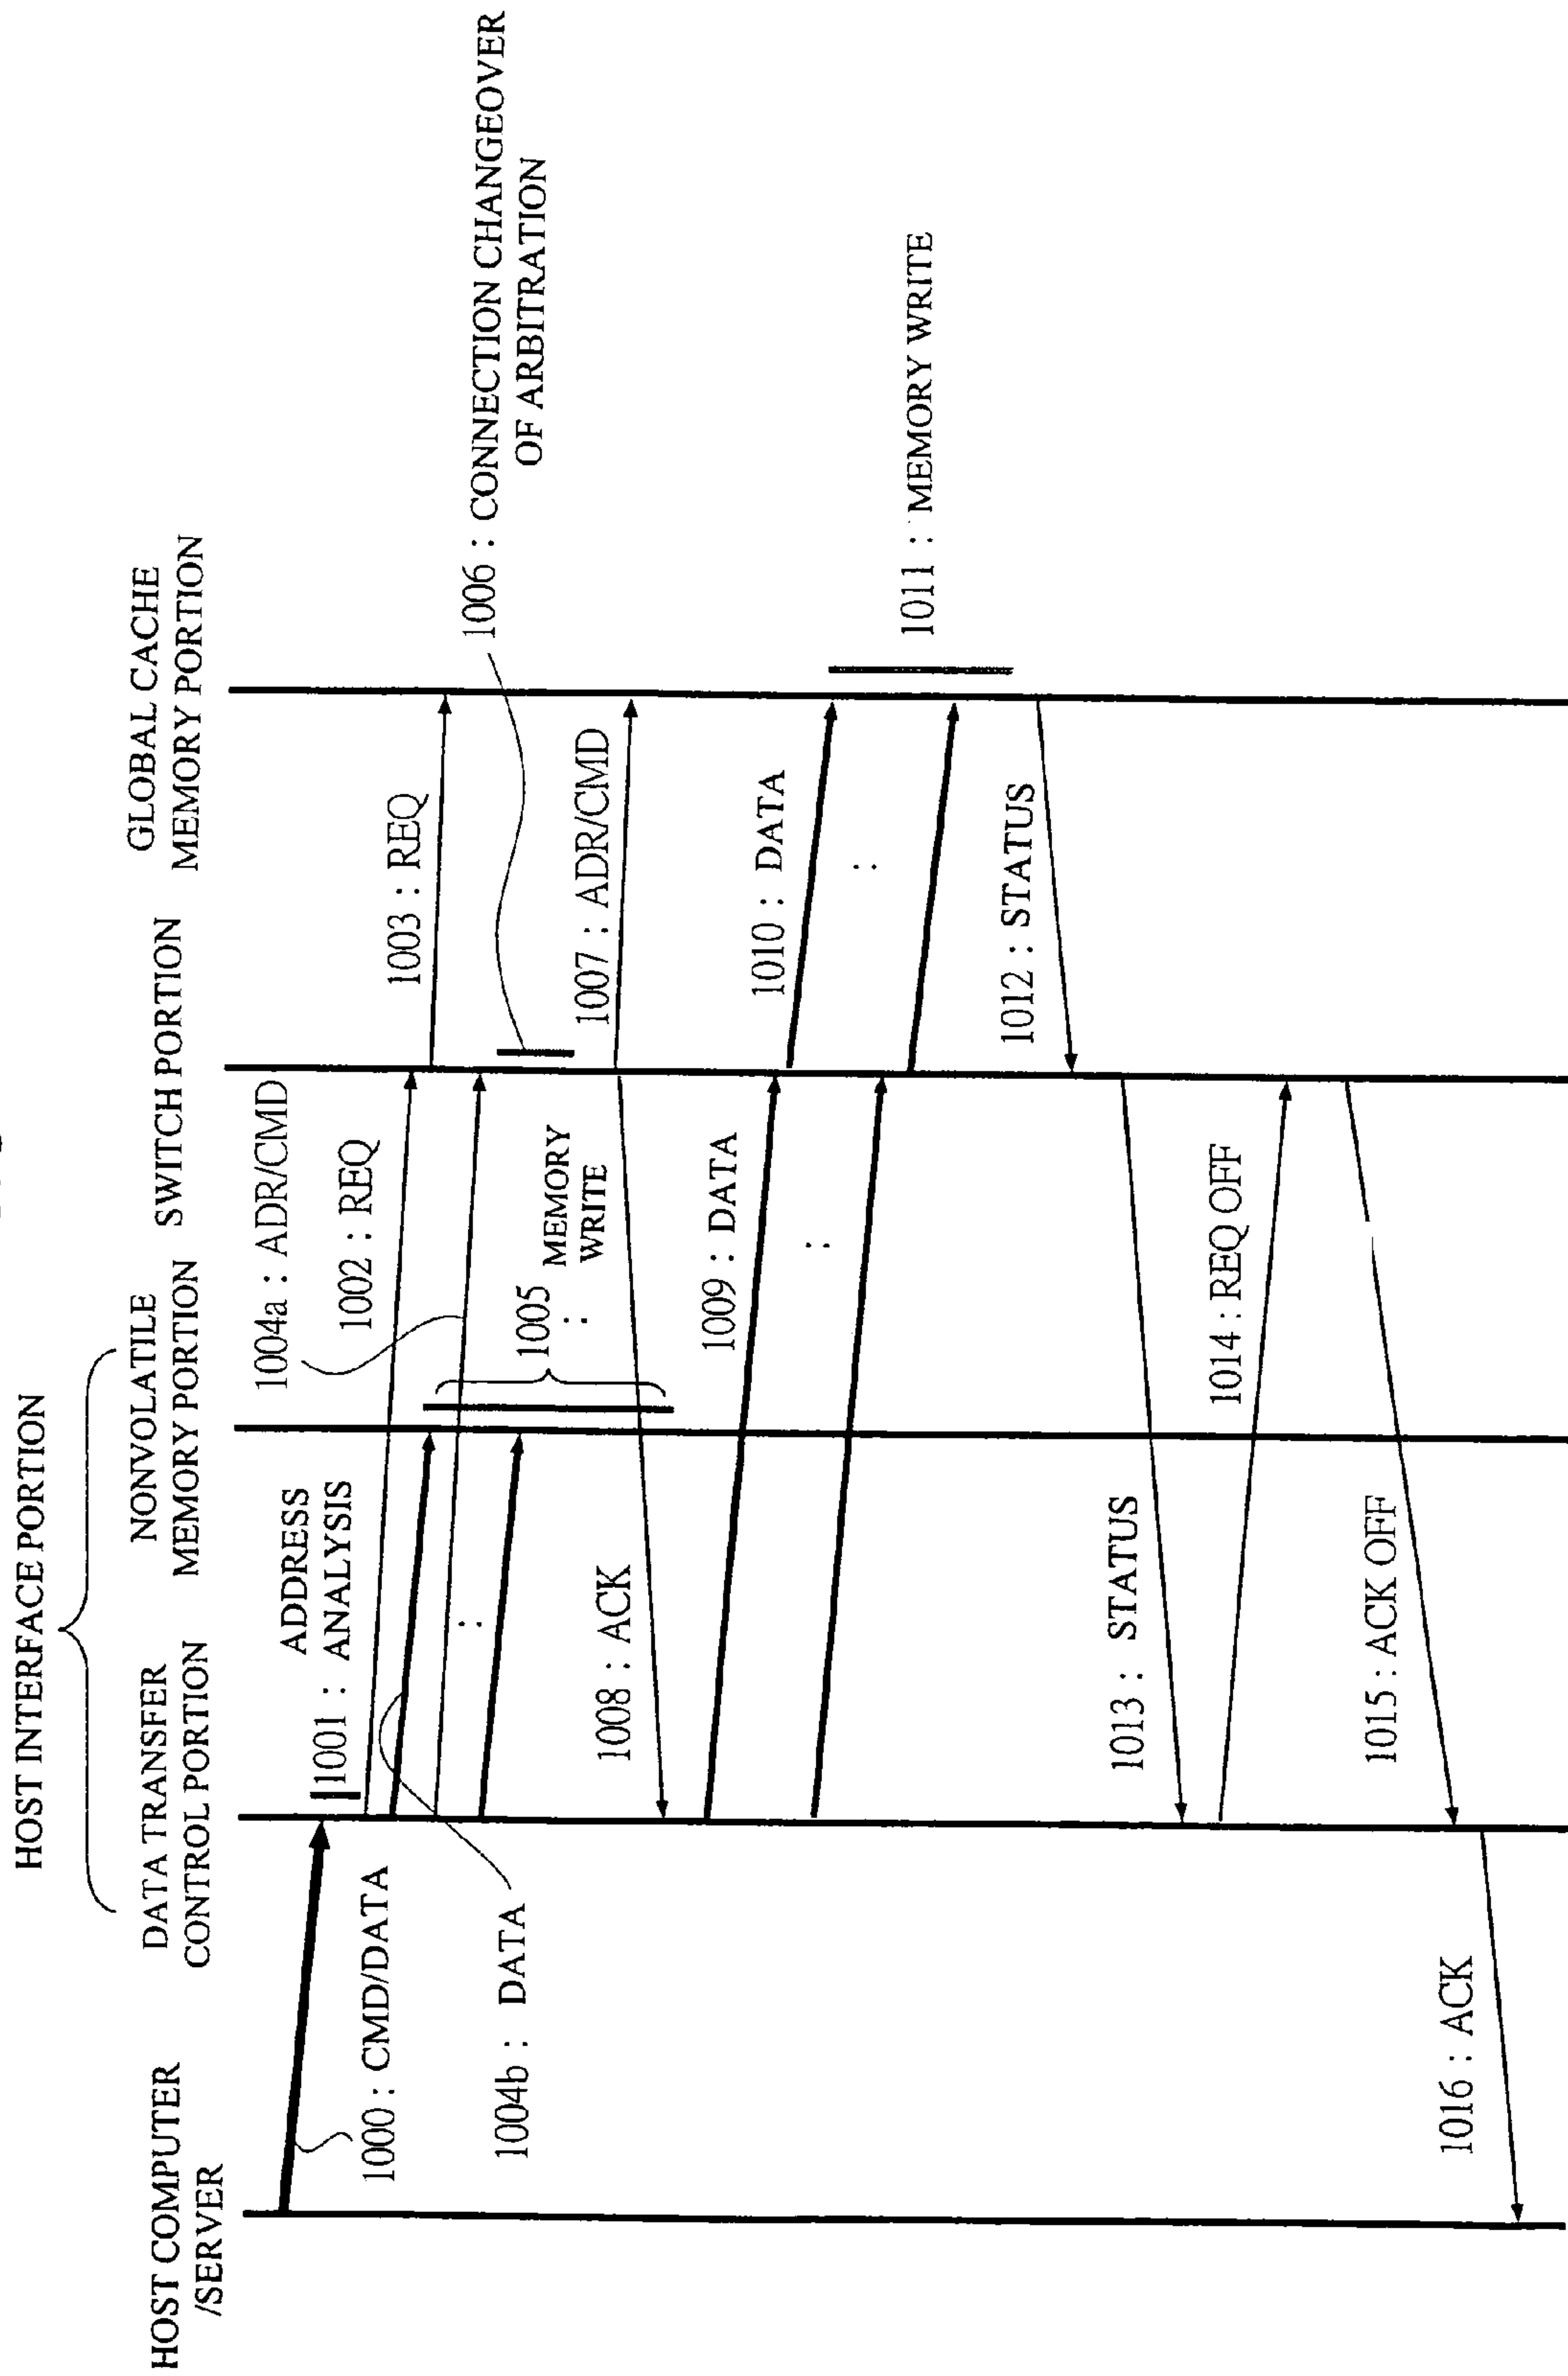 HOST INTERFACE PORTION
HOST COMPUTER
/SERVER
DATA TRANSFER
CONTROL PORTION
NONVOLATILE
MEMORY PORTION
SWITCH PORTION
GLOBAL CACHE
MEMORY PORTION
1000 : CMD/DATA
ADDRESS
1001 : ANALYSIS
1004a : ADR/CMD
1002 : REQ
1003 : REQ
1004b : DATA
:
1005 : MEMORY
WRITE
1006 : CONNECTION CHANGEOVER
OF ARBITRATION
1007 : ADR/CMD
1008 : ACK
1009 : DATA
:
1010 : DATA
:
1011 : MEMORY WRITE
1012 : STATUS
1013 : STATUS
1014 : REQ OFF
1015 : ACK OFF
1016 : ACK